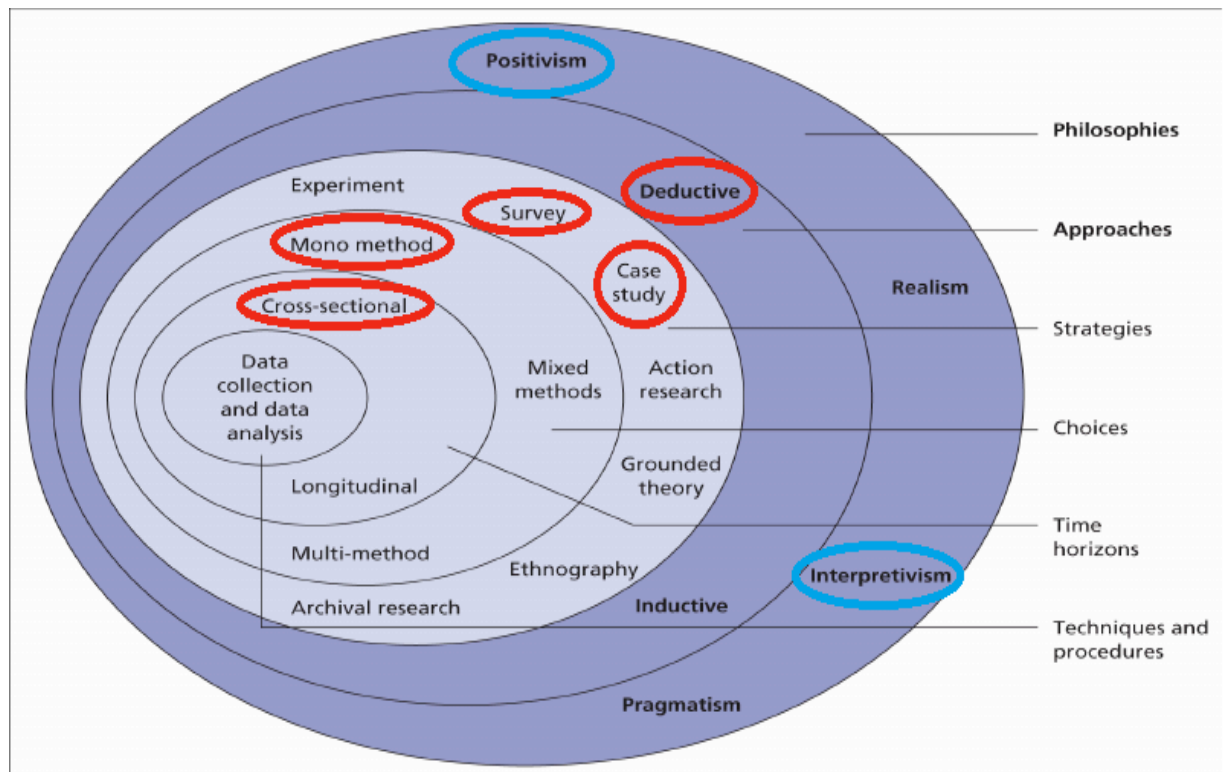 Positivism
Philosophies
Experiment
Deductive
Survey
Approaches
Mono method
Case
study
Realism
Cross-sectional
Strategies
Data
collection
and data
analysis
Mixed
methods
Action
research
Choices
Grounded
theory
Longitudinal
Time
horizons
Multi-method
Ethnography
Interpretivism
Archival research
Inductive
Techniques and
procedures
Pragmatism